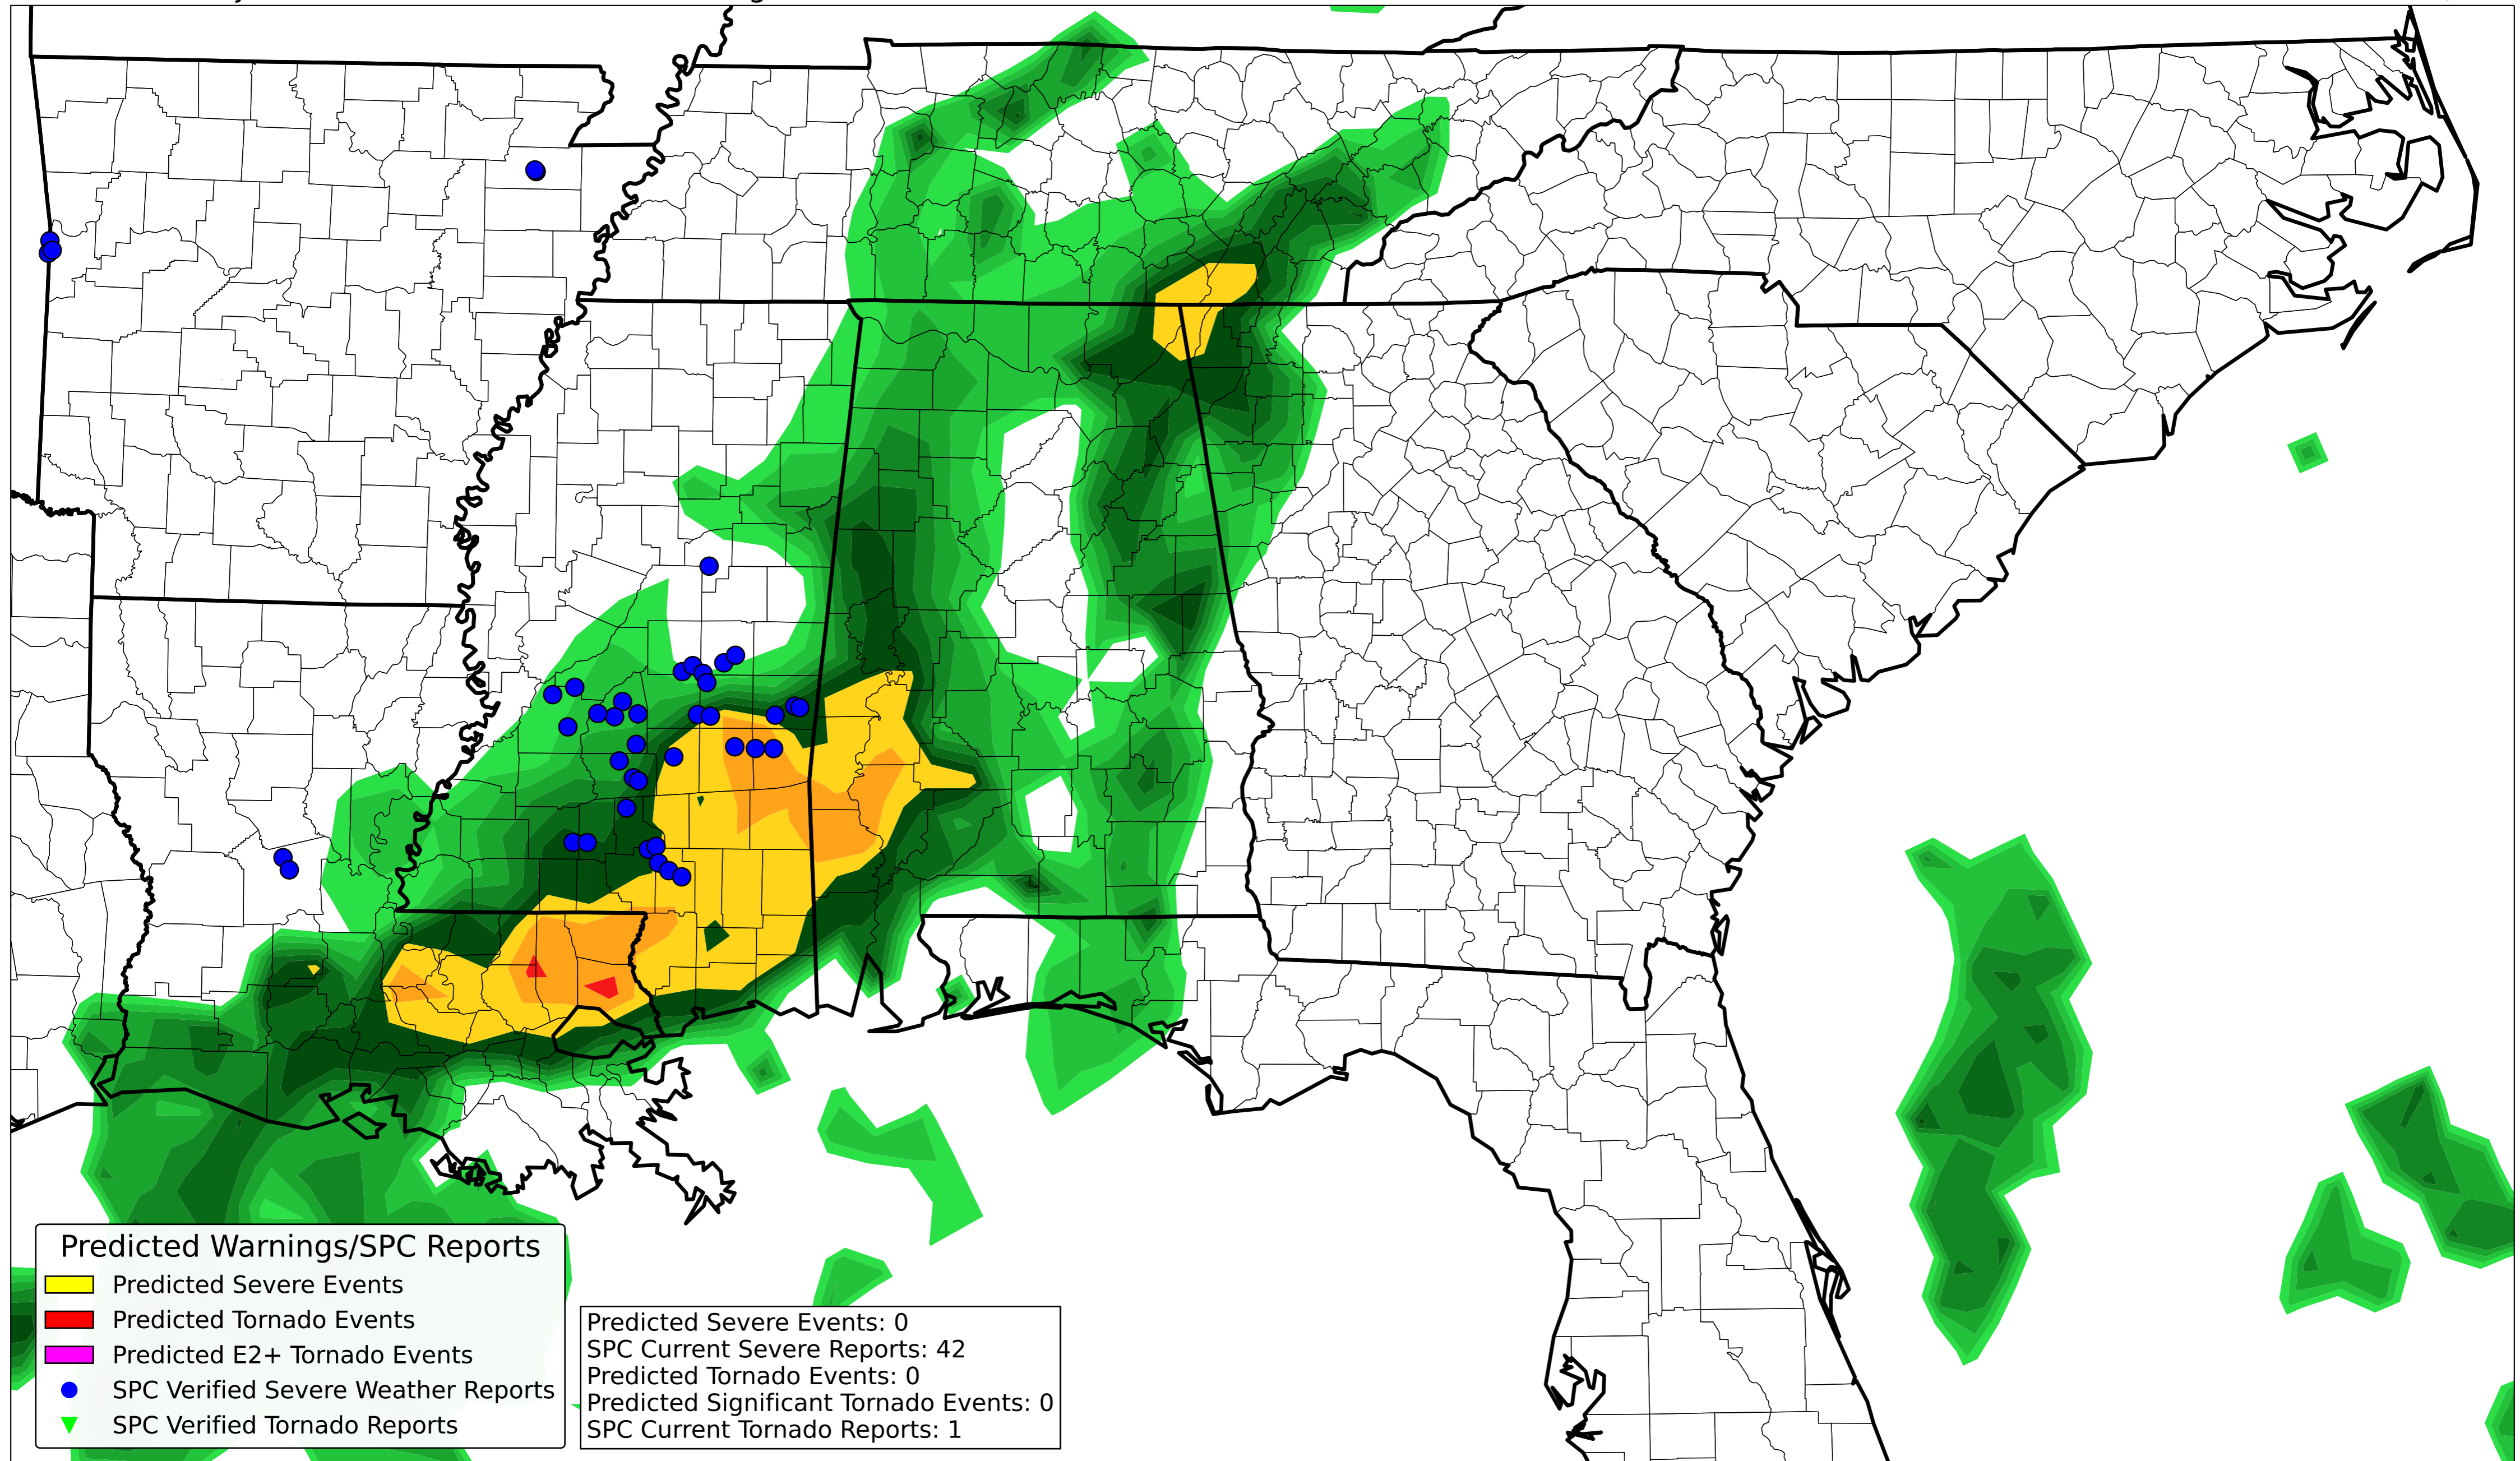 Predicted Warnings/SPC Reports
Predicted Severe Events
Predicted Tornado Events
Predicted E2+ Tornado Events
SPC Verified Severe Weather Reports
SPC Verified Tornado Reports
Predicted Severe Events: 0
SPC Current Severe Reports: 42
Predicted Tornado Events: 0
Predicted Significant Tornado Events: 0
SPC Current Tornado Reports: 1